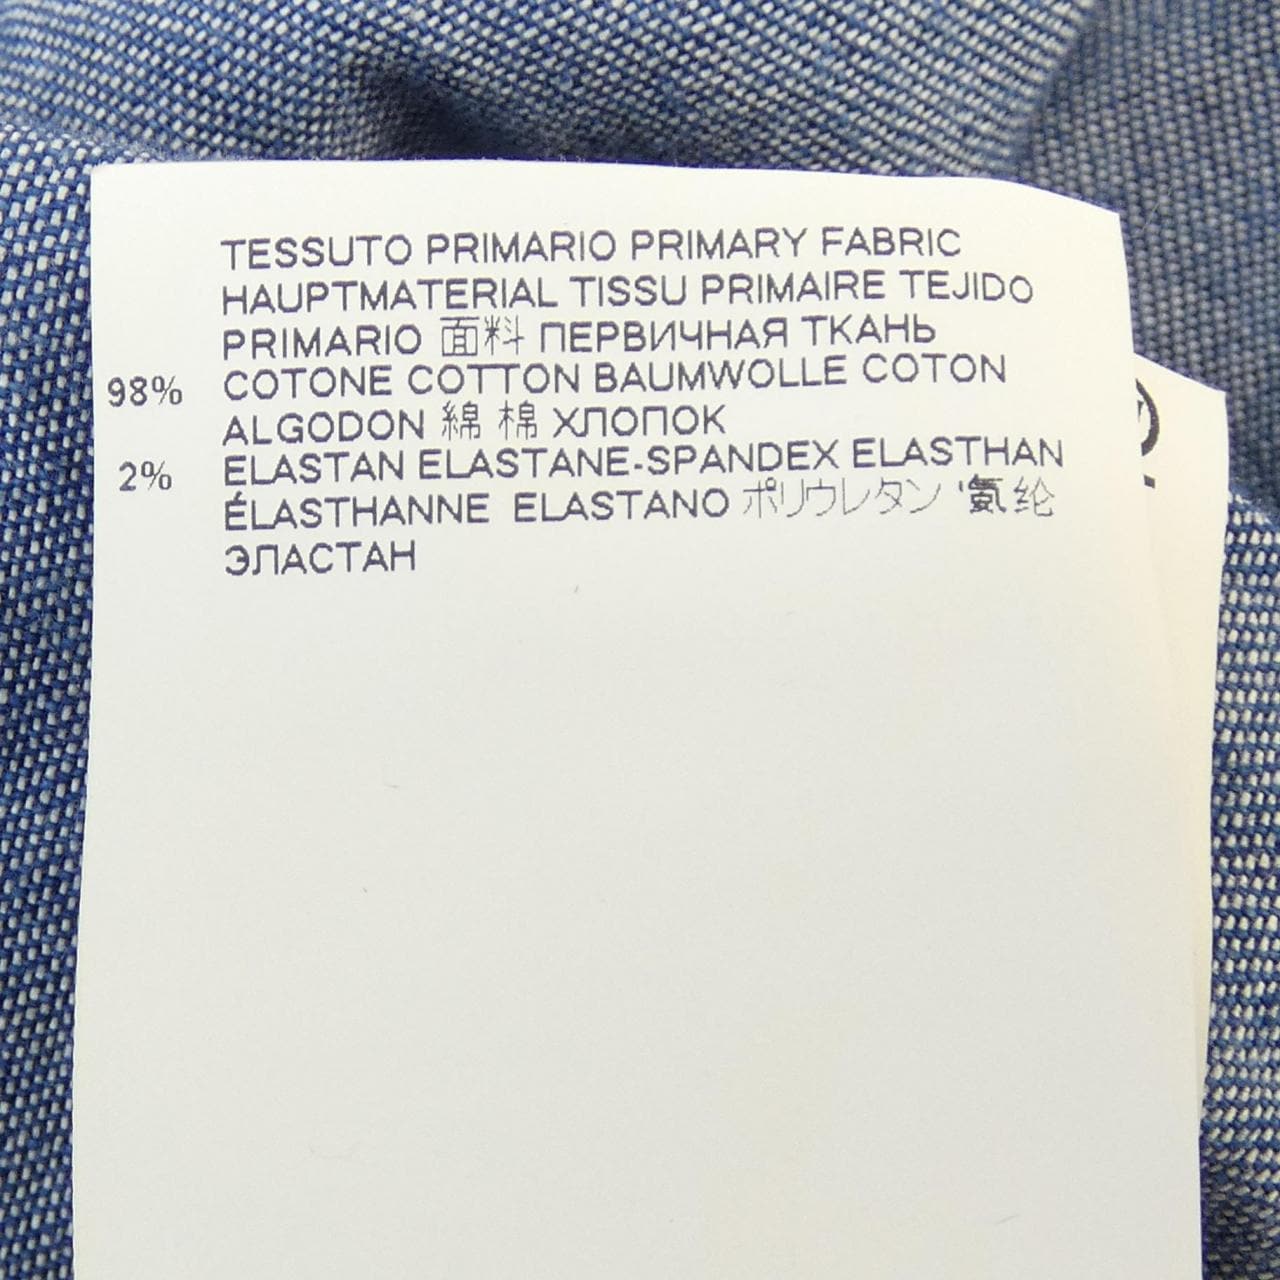 TESSUTO PRIMARIO PRIMARY FABRIC
HAUPTMATERIAL TISSU PRIMAIRE TEJIDO
PRIMARIO 面料 ПЕРВИЧНАЯ ТКАНЬ
98% COTONE COTTON BAUMWOLLE COTON
ALGODON 綿 棉 ХЛОПОК
2% ELASTAN ELASTANE-SPANDEX ELASTHAN
ÉLASTHANNE ELASTANO ポリウレタン '氨纶
ЭЛАСТАН